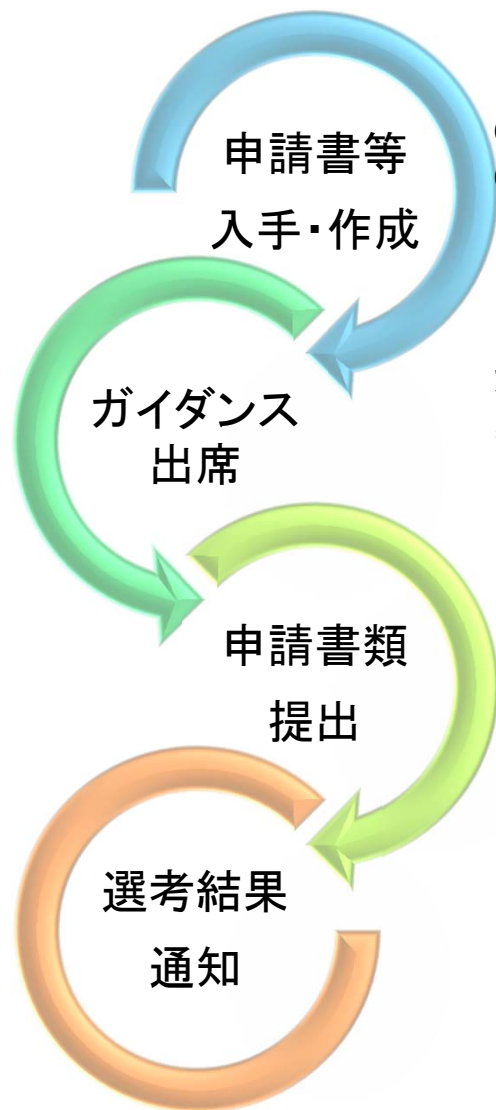 申請書等
入手・作成
ガイダンス
出席
申請書類
提出
選考結果
通知